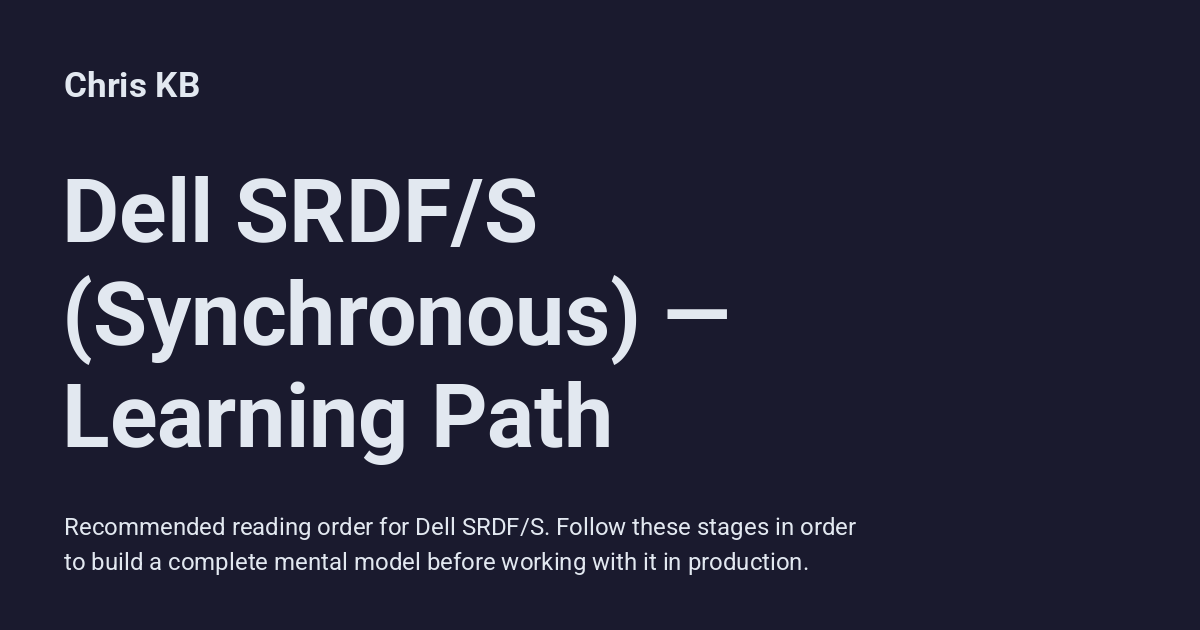 Chris KB
Dell SRDF/S
(Synchronous) —
Learning Path
Recommended reading order for Dell SRDF/S. Follow these stages in order
to build a complete mental model before working with it in production.